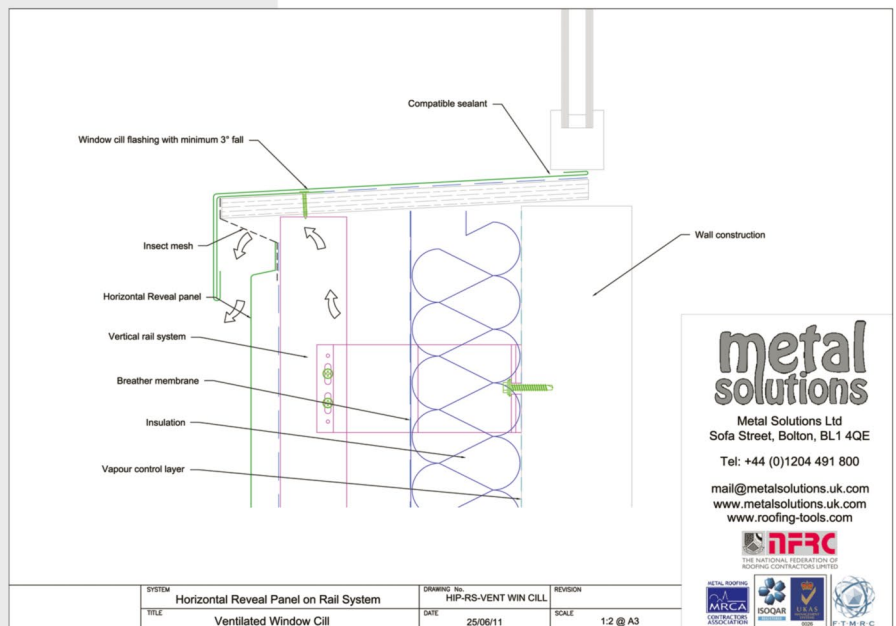 Compatible sealant
Window cill flashing with minimum 3° fall
Insect mesh
Wall construction
Horizontal Reveal panel
Vertical rail system
Breather membrane
Insulation
Vapour control layer
metal
solutions
Metal Solutions Ltd
Sofa Street, Bolton, BL1 4QE
Tel: +44 (0)1204 491 800
mail@metalsolutions.uk.com
www.metalsolutions.uk.com
www.roofing-tools.com
NFRC
THE NATIONAL FEDERATION OF
ROOFING CONTRACTORS LIMITED
METAL ROOFING
MRCA
CONTRACTORS
ASSOCIATION
ISOQAR
REGISTERED
UKAS
MANAGEMENT
SYSTEMS
0026
F·T·M·R·C
SYSTEM
Horizontal Reveal Panel on Rail System
DRAWING No.
HIP-RS-VENT WIN CILL
REVISION
TITLE
Ventilated Window Cill
DATE
25/06/11
SCALE
1:2 @ A3